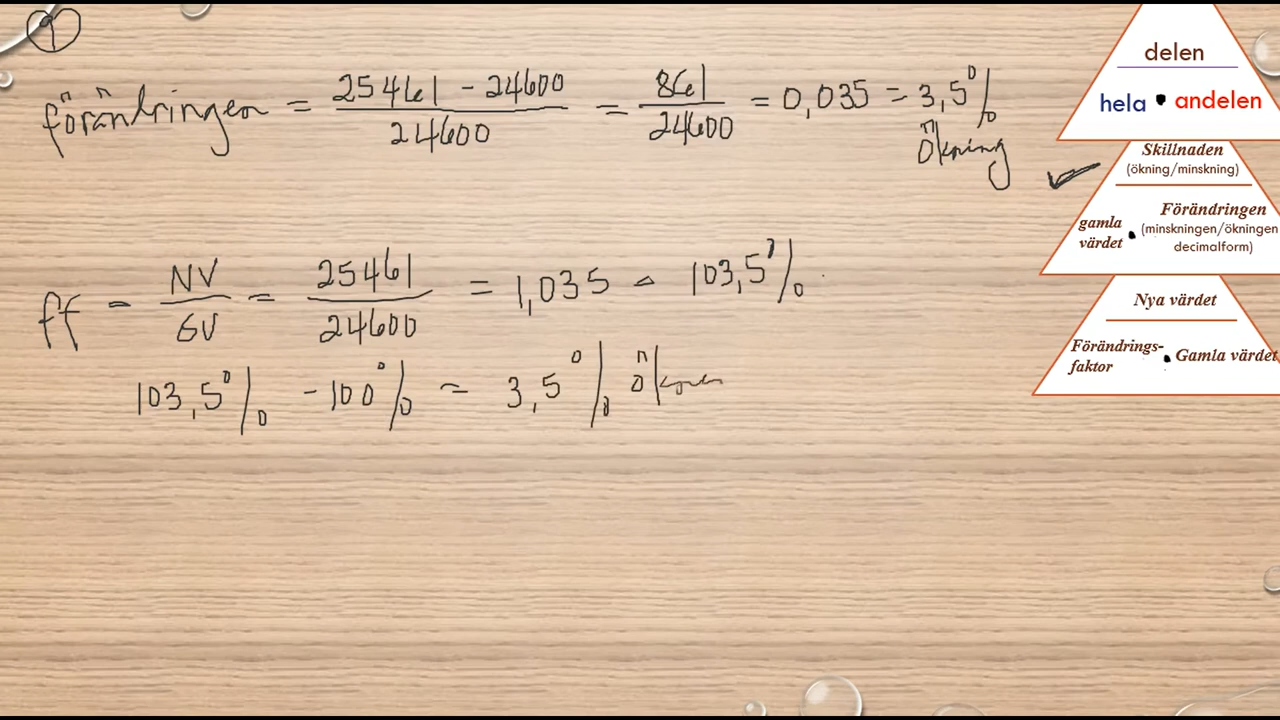 1
förändringen = 25461 - 24600 / 24600 = 861 / 24600 = 0,035 = 3,5%
ökning
ff = NV / GV = 25461 / 24600 = 1,035 = 103,5%
103,5% - 100% = 3,5%
delen
hela • andelen
Skillnaden
(ökning/minskning)
gamla värdet • Förändringen
(minskningen/ökningen
decimalform)
Nya värdet
Förändrings-
faktor • Gamla värdet